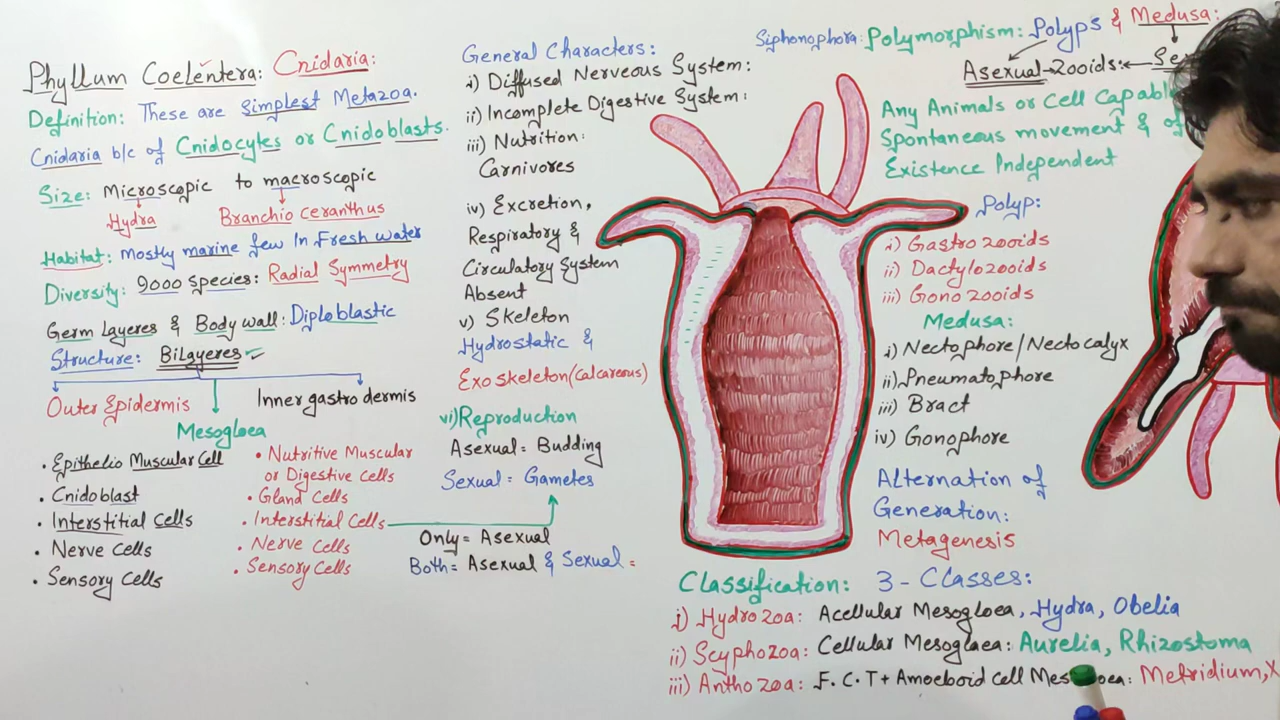 Phyllum Coelentera: Cnidaria:
Definition: These are Simplest Metazoa.
Cnidaria b/c of Cnidocytes or Cnidoblasts.
Size: Microscopic to macroscopic
Hydra
Branchio ceranthus
Habitat: Mostly marine few In Fresh water
Diversity: 9000 Species: Radial Symmetry
Germ Layeres & Body wall: Diploblastic
Structure: BiLayeres
Outer Epidermis
Inner gastro dermis
Mesogloea
• Epithelio Muscular Cell
• Cnidoblast
• Interstitial Cells
• Nerve Cells
• Sensory Cells
• Nutritive Muscular
or Digestive Cells
• Gland Cells
• Interstitial Cells
• Nerve Cells
• Sensory Cells
General Characters:
i) Diffused Nerveous System:
ii) Incomplete Digestive System:
iii) Nutrition:
Carnivores
iv) Excretion,
Respiratory &
Circulatory System
Absent
v) Skeleton
Hydrostatic &
Exo skeleton (Calcareous)
vi) Reproduction
Asexual = Budding
Sexual = Gametes
Only = Asexual
Both = Asexual & Sexual =
Siphonophora: Polymorphism: Polyps & Medusa:
Asexual Zooids:
Any Animals or Cell Capabl
Spontaneous movement & of
Existence Independent
Polyp:
i) Gastro zooids
ii) Dactylozooids
iii) Gono zooids
Medusa:
i) Nectophore/Nectocalyx
ii) Pneumatophore
iii) Bract
iv) Gonophore
Alternation of
Generation:
Metagenesis
Classification: 3 - Classes:
i) Hydrozoa: Acellular Mesogloea, Hydra, Obelia
ii) Scyphozoa: Cellular Mesogloea: Aurelia, Rhizostoma
iii) Anthozoa: F.C.T + Amoeboid Cell Mes oea: Metridium, X